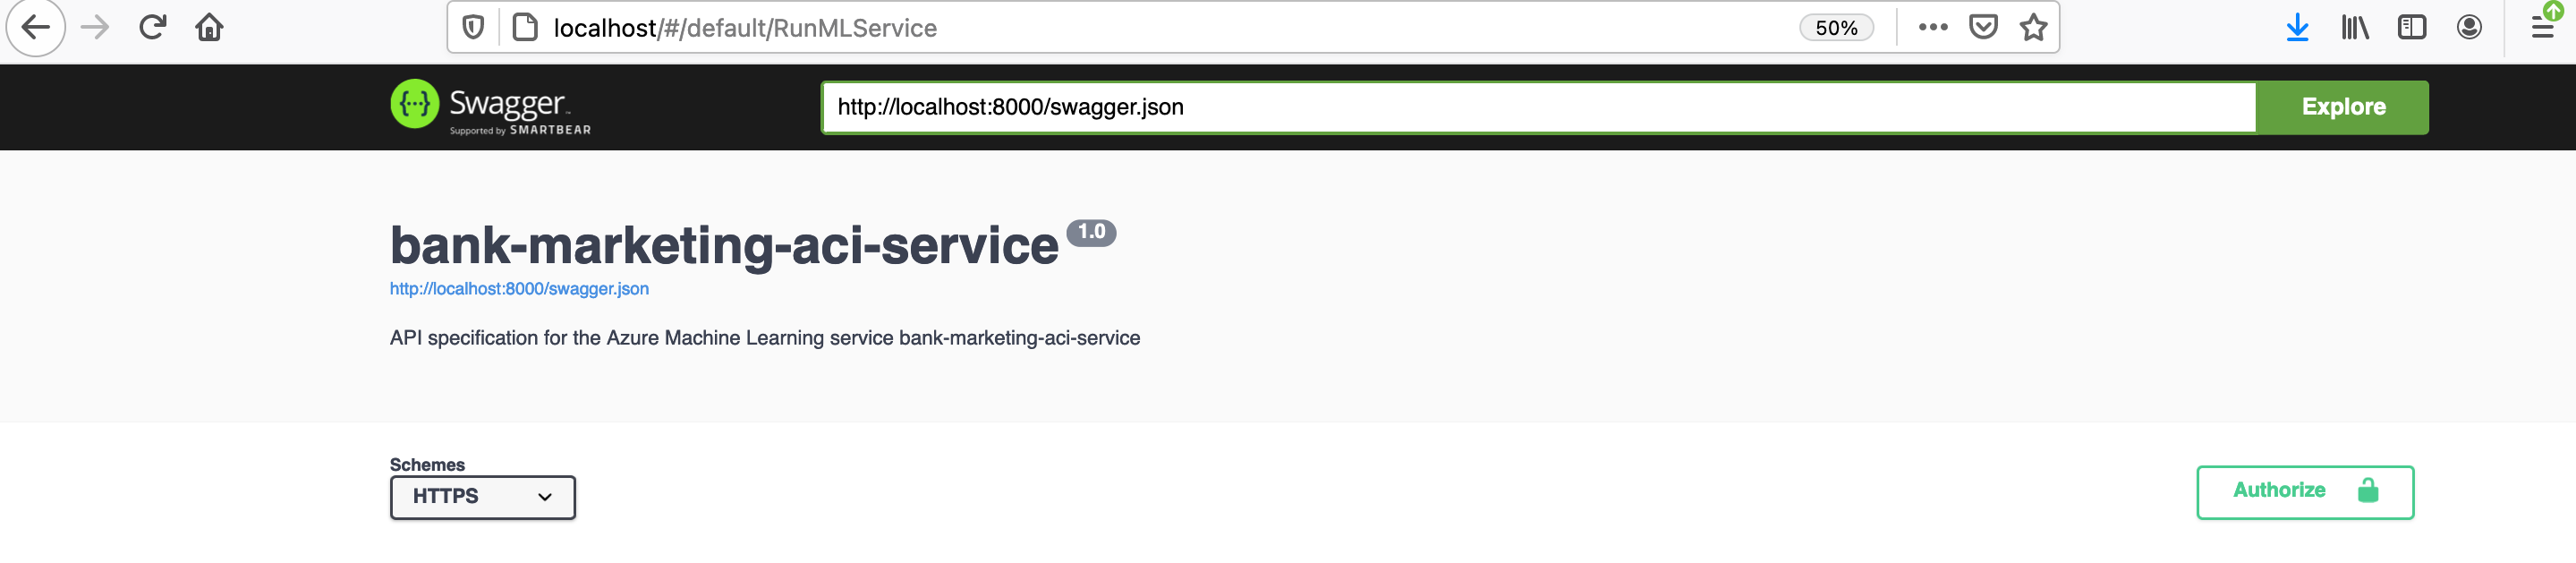 localhost/#/default/RunMLService
50%
Swagger
Supported by SMARTBEAR
http://localhost:8000/swagger.json
Explore
bank-marketing-aci-service 1.0
http://localhost:8000/swagger.json
API specification for the Azure Machine Learning service bank-marketing-aci-service
Schemes
HTTPS
Authorize